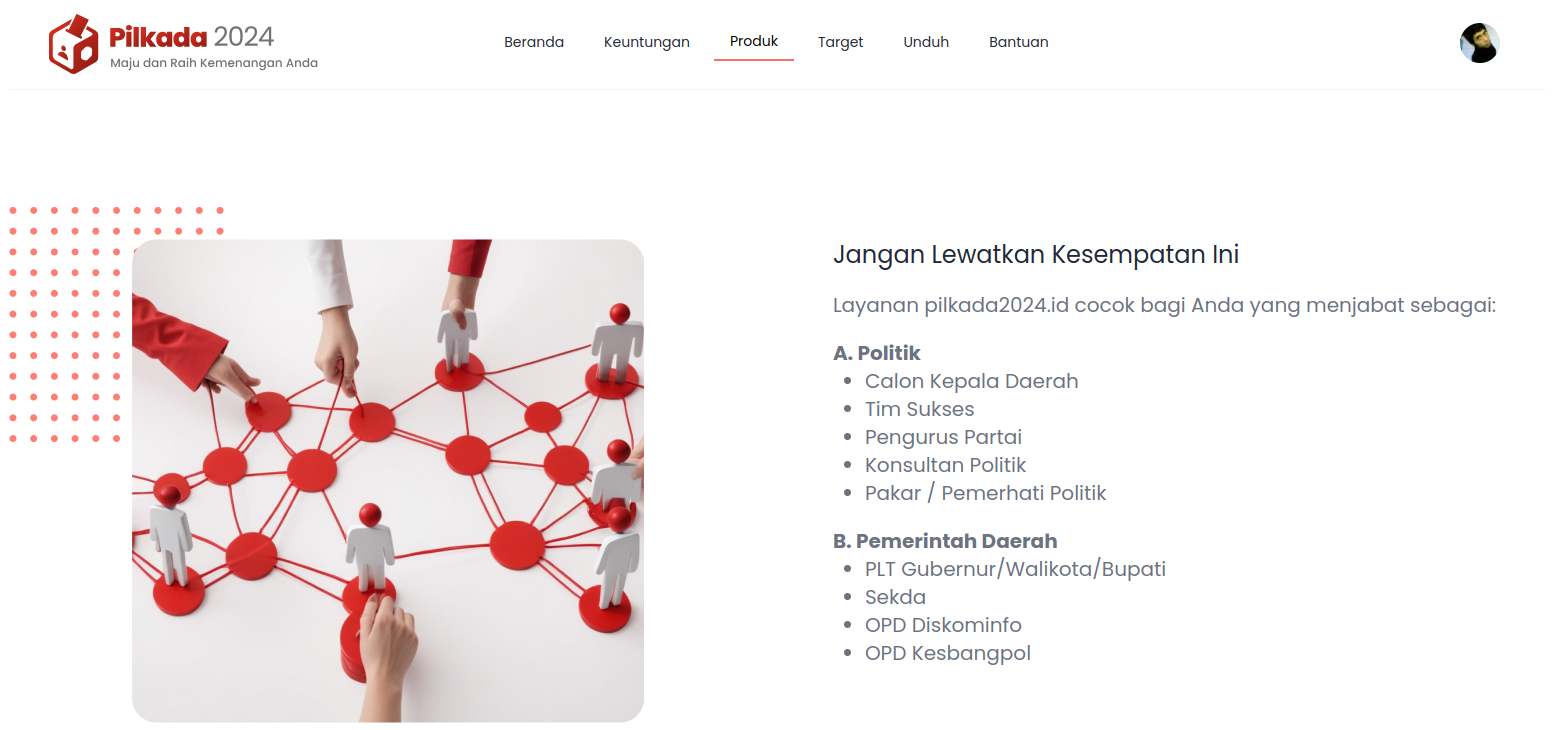 Pilkada 2024
Maju dan Raih Kemenangan Anda
Beranda
Keuntungan
Produk
Target
Unduh
Bantuan
Jangan Lewatkan Kesempatan Ini
Layanan pilkada2024.id cocok bagi Anda yang menjabat sebagai:
A. Politik
Calon Kepala Daerah
Tim Sukses
Pengurus Partai
Konsultan Politik
Pakar / Pemerhati Politik
B. Pemerintah Daerah
PLT Gubernur/Walikota/Bupati
Sekda
OPD Diskominfo
OPD Kesbangpol